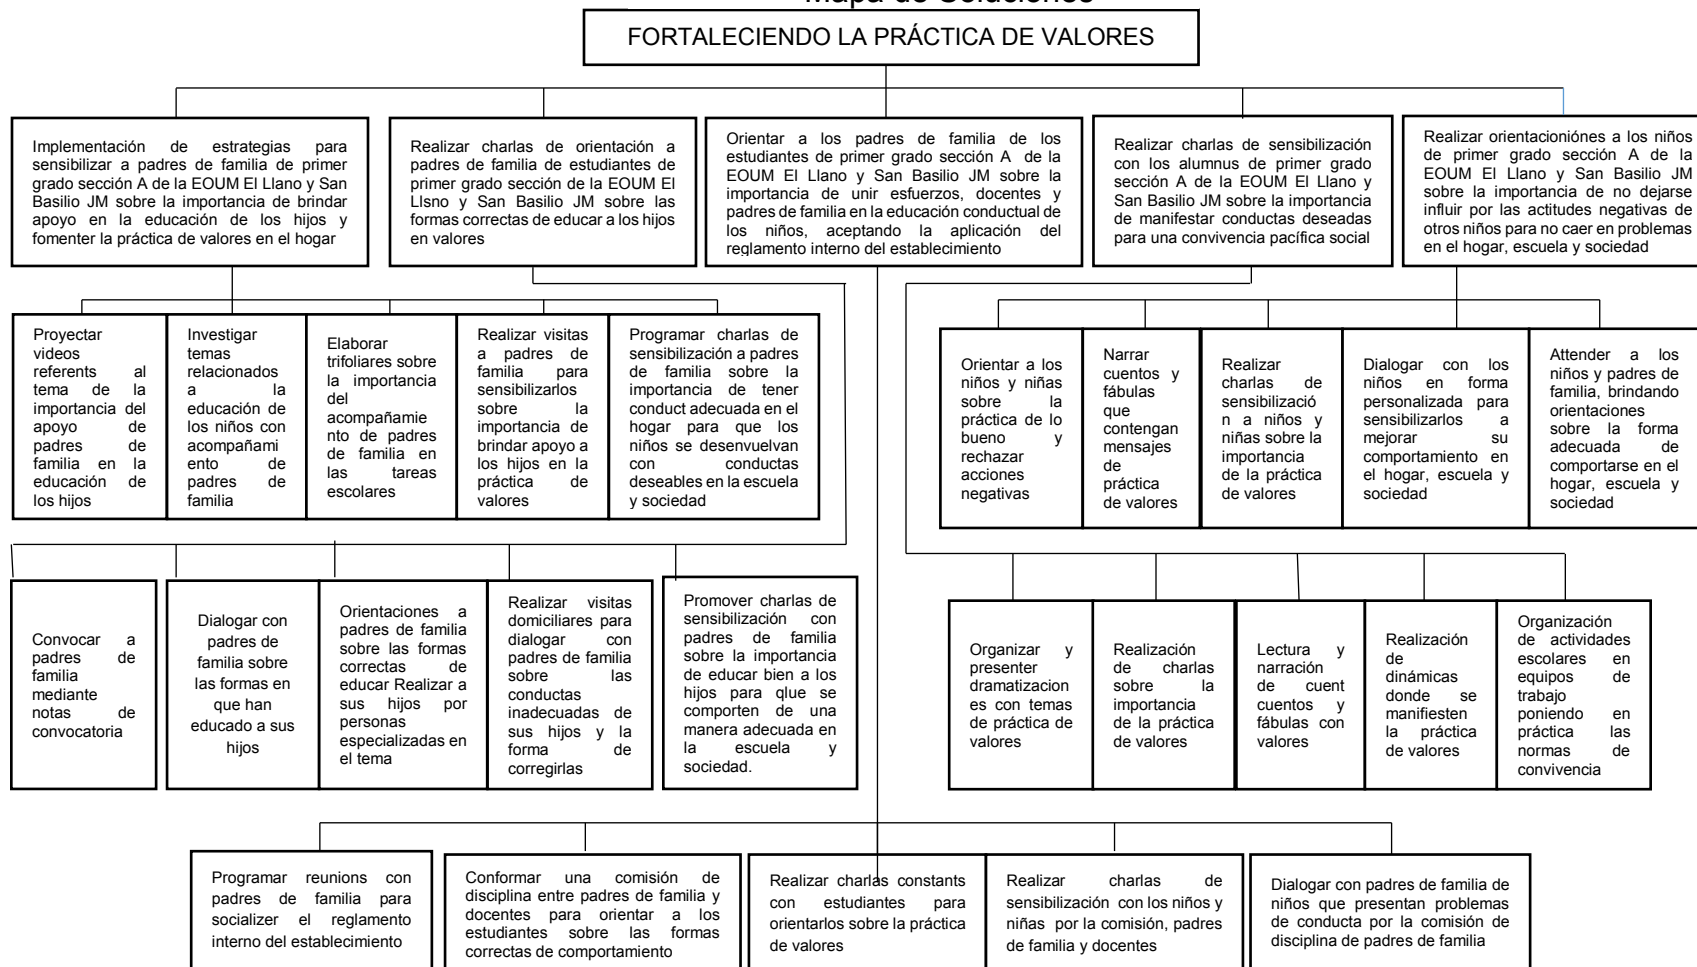 Mapa de Soluciones
FORTALECIENDO LA PRÁCTICA DE VALORES
Implementación de estrategias para
sensibilizar a padres de familia de primer
grado sección A de la EOUM El Llano y San
Basilio JM sobre la importancia de brindar
apoyo en la educación de los hijos y
fomenter la práctica de valores en el hogar
Realizar charlas de orientación a
padres de familia de estudiantes de
primer grado sección de la EOUM El
Llsno y San Basilio JM sobre las
formas correctas de educar a los hijos
en valores
Orientar a los padres de familia de los
estudiantes de primer grado sección A de la
EOUM El Llano y San Basilio JM sobre la
importancia de unir esfuerzos, docentes y
padres de familia en la educación conductual de
los niños, aceptando la aplicación del
reglamento interno del establecimiento
Realizar charlas de sensibilización
con los alumnus de primer grado
sección A de la EOUM El Llano y
San Basilio JM sobre la importancia
de manifestar conductas deseadas
para una convivencia pacífica social
Realizar orientacioniónes a los niños
de primer grado sección A de la
EOUM El Llano y San Basilio JM
sobre la importancia de no dejarse
influir por las actitudes negativas de
otros niños para no caer en problemas
en el hogar, escuela y sociedad
Proyectar
videos
referents al
tema de la
importancia del
apoyo de
padres de
familia en la
educación de
los hijos
Investigar
temas
relacionados
a la
educación de
los niños con
acompañami
ento de
padres de
familia
Elaborar
trifoliares sobre
la importancia
del
acompañamie
nto de padres
de familia en
las tareas
escolares
Realizar visitas
a padres de
familia para
sensibilizarlos
sobre la
importancia de
brindar apoyo a
los hijos en la
práctica de
valores
Programar charlas de
sensibilización a padres
de familia sobre la
importancia de tener
conduct adecuada en el
hogar para que los
niños se desenvuelvan
con conductas
deseables en la escuela
y sociedad
Orientar a los
niños y niñas
sobre la
práctica de lo
bueno y
rechazar
acciones
negativas
Narrar
cuentos y
fábulas
que
contengan
mensajes
de
práctica
de valores
Realizar
charlas de
sensibilizació
n a niños y
niñas sobre la
importancia
de la práctica
de valores
Dialogar con los
niños en forma
personalizada para
sensibilizarlos a
mejorar su
comportamiento en
el hogar, escuela y
sociedad
Attender a los
niños y padres de
familia, brindando
orientaciones
sobre la forma
adecuada de
comportarse en el
hogar, escuela y
sociedad
Convocar a
padres de
familia
mediante
notas de
convocatoria
Dialogar con
padres de
familia sobre
las formas en
que han
educado a sus
hijos
Orientaciones a
padres de familia
sobre las formas
correctas de
educar Realizar a
sus hijos por
personas
especializadas en
el tema
Realizar visitas
domiciliares para
dialogar con
padres de familia
sobre las
conductas
inadecuadas de
sus hijos y la
forma de
corregirlas
Promover charlas de
sensibilización con
padres de familia
sobre la importancia
de educar bien a los
hijos para qlue se
comporten de una
manera adecuada en
la escuela y
sociedad.
Organizar y
presenter
dramatizacion
es con temas
de práctica de
valores
Realización
de charlas
sobre la
importancia
de la práctica
de valores
Lectura y
narración
de cuent
cuentos y
fábulas con
valores
Realización
de
dinámicas
donde se
manifiesten
la práctica
de valores
Organización
de actividades
escolares en
equipos de
trabajo
poniendo en
práctica las
normas de
convivencia
Programar reunions con
padres de familia para
socializer el reglamento
interno del establecimiento
Conformar una comisión de
disciplina entre padres de familia y
docentes para orientar a los
estudiantes sobre las formas
correctas de comportamiento
Realizar charlas constants
con estudiantes para
orientarlos sobre la práctica
de valores
Realizar charlas de
sensibilización con los niños y
niñas por la comisión, padres
de familia y docentes
Dialogar con padres de familia de
niños que presentan problemas
de conducta por la comisión de
disciplina de padres de familia